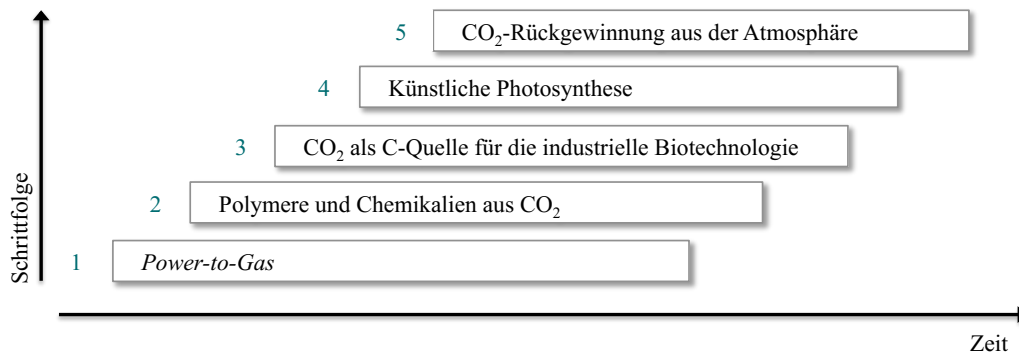 5 CO₂-Rückgewinnung aus der Atmosphäre
4 Künstliche Photosynthese
3 CO₂ als C-Quelle für die industrielle Biotechnologie
2 Polymere und Chemikalien aus CO₂
1 Power-to-Gas
Schrittfolge
Zeit